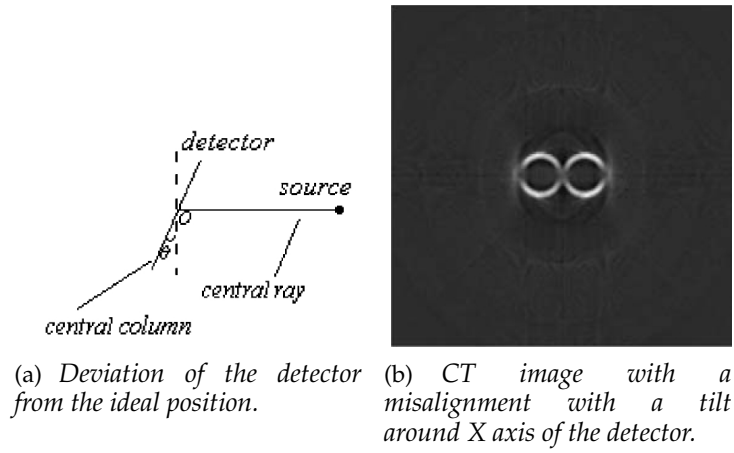 detector
source
O
θ
central ray
central column
(a) Deviation of the detector
from the ideal position.
(b) CT image with a
misalignment with a tilt
around X axis of the detector.